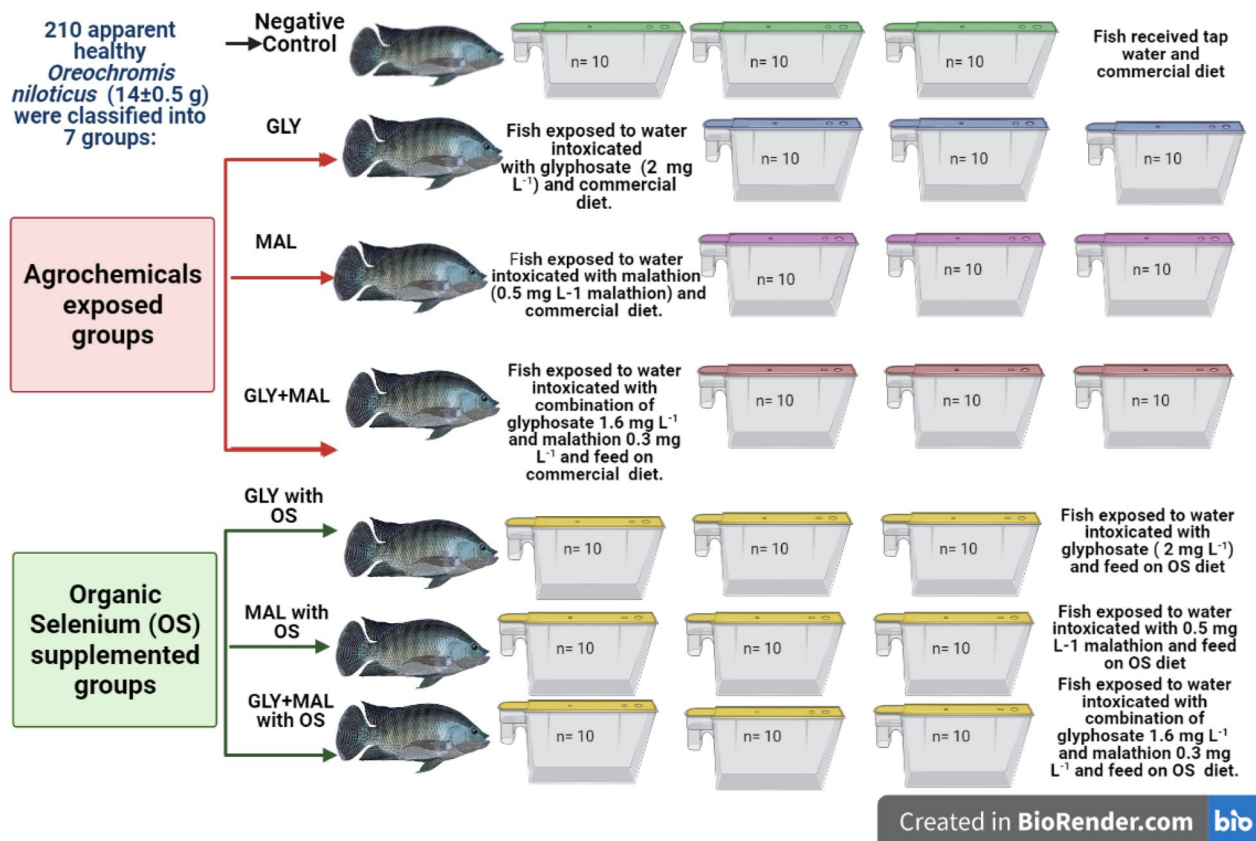 210 apparent
healthy
Oreochromis
niloticus (14±0.5 g)
were classified into
7 groups:
Negative
Control
n= 10
n= 10
n= 10
Fish received tap
water and
commercial diet
GLY
Fish exposed to water
intoxicated
with glyphosate (2 mg
L⁻¹) and commercial
diet.
n= 10
n= 10
n= 10
Agrochemicals
exposed
groups
MAL
Fish exposed to water
intoxicated with malathion
(0.5 mg L-1 malathion) and
commercial diet.
n= 10
n= 10
n= 10
GLY+MAL
Fish exposed to water
intoxicated with
combination of
glyphosate 1.6 mg L⁻¹
and malathion 0.3 mg
L⁻¹ and feed on
commercial diet.
n= 10
n= 10
n= 10
Organic
Selenium (OS)
supplemented
groups
GLY with
OS
n= 10
n= 10
n= 10
Fish exposed to water
intoxicated with
glyphosate ( 2 mg L⁻¹)
and feed on OS diet
MAL with
OS
n= 10
n= 10
n= 10
Fish exposed to water
intoxicated with 0.5 mg
L-1 malathion and feed
on OS diet
GLY+MAL
with OS
n= 10
n= 10
n= 10
Fish exposed to water
intoxicated with
combination of
glyphosate 1.6 mg L⁻¹
and malathion 0.3 mg
L⁻¹ and feed on OS diet.
Created in BioRender.com bio